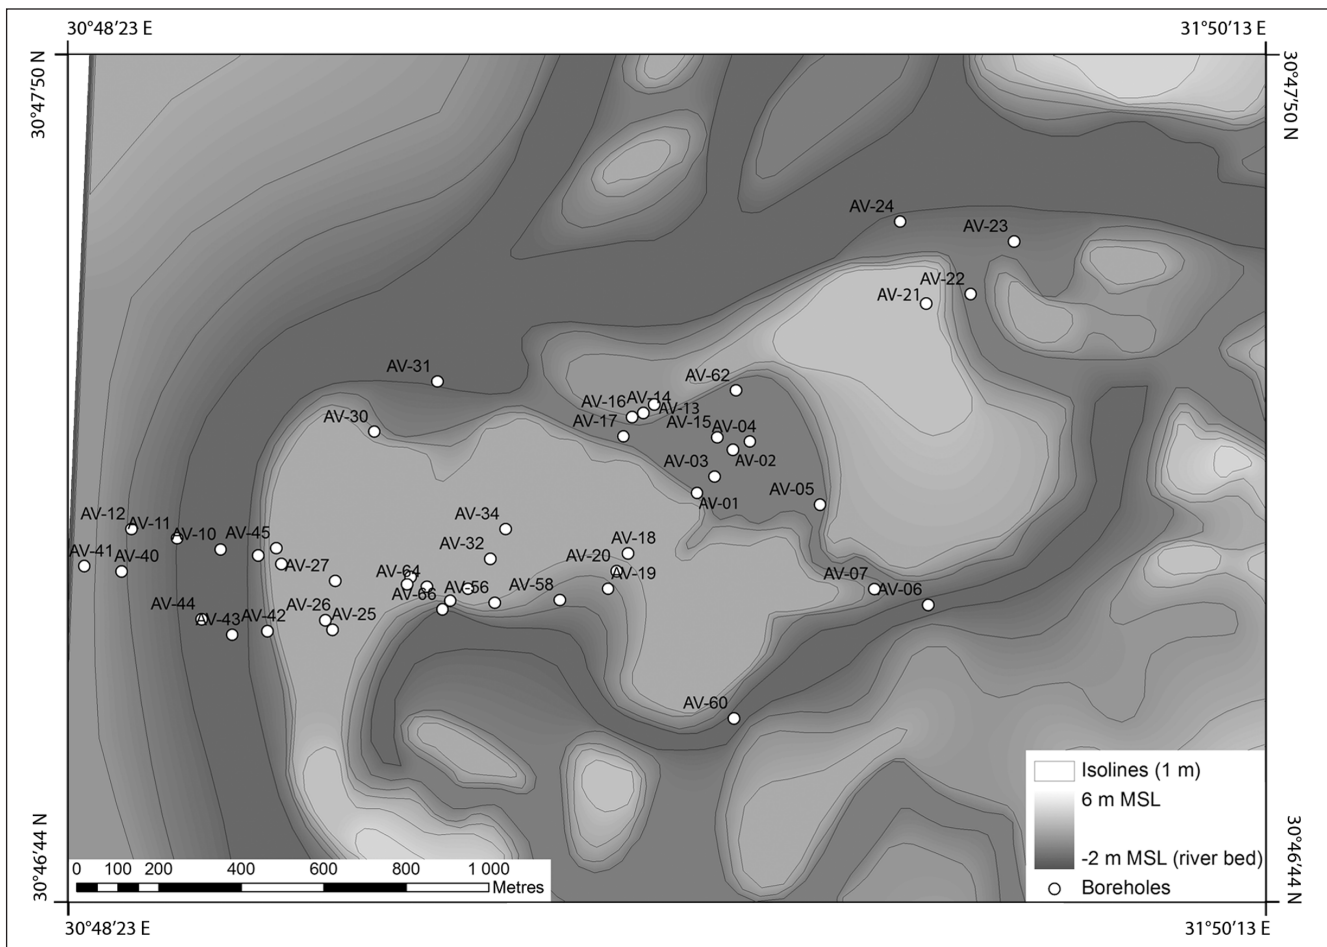 30°48’23 E
31°50’13 E
30°47’50 N
30°47’50 N
AV-24
AV-23
AV-22
AV-21
AV-31
AV-62
AV-16
AV-14
AV-13
AV-30
AV-17
AV-15
AV-04
AV-03
AV-02
AV-05
AV-01
AV-12
AV-11
AV-10
AV-45
AV-34
AV-41
AV-40
AV-27
AV-32
AV-18
AV-20
AV-19
AV-64
AV-66
AV-56
AV-58
AV-07
AV-06
AV-44
AV-43
AV-42
AV-26
AV-25
AV-60
Isolines (1 m)
6 m MSL
-2 m MSL (river bed)
Boreholes
0 100 200 400 600 800 1 000
Metres
30°46’44 N
30°46’44 N
30°48’23 E
31°50’13 E